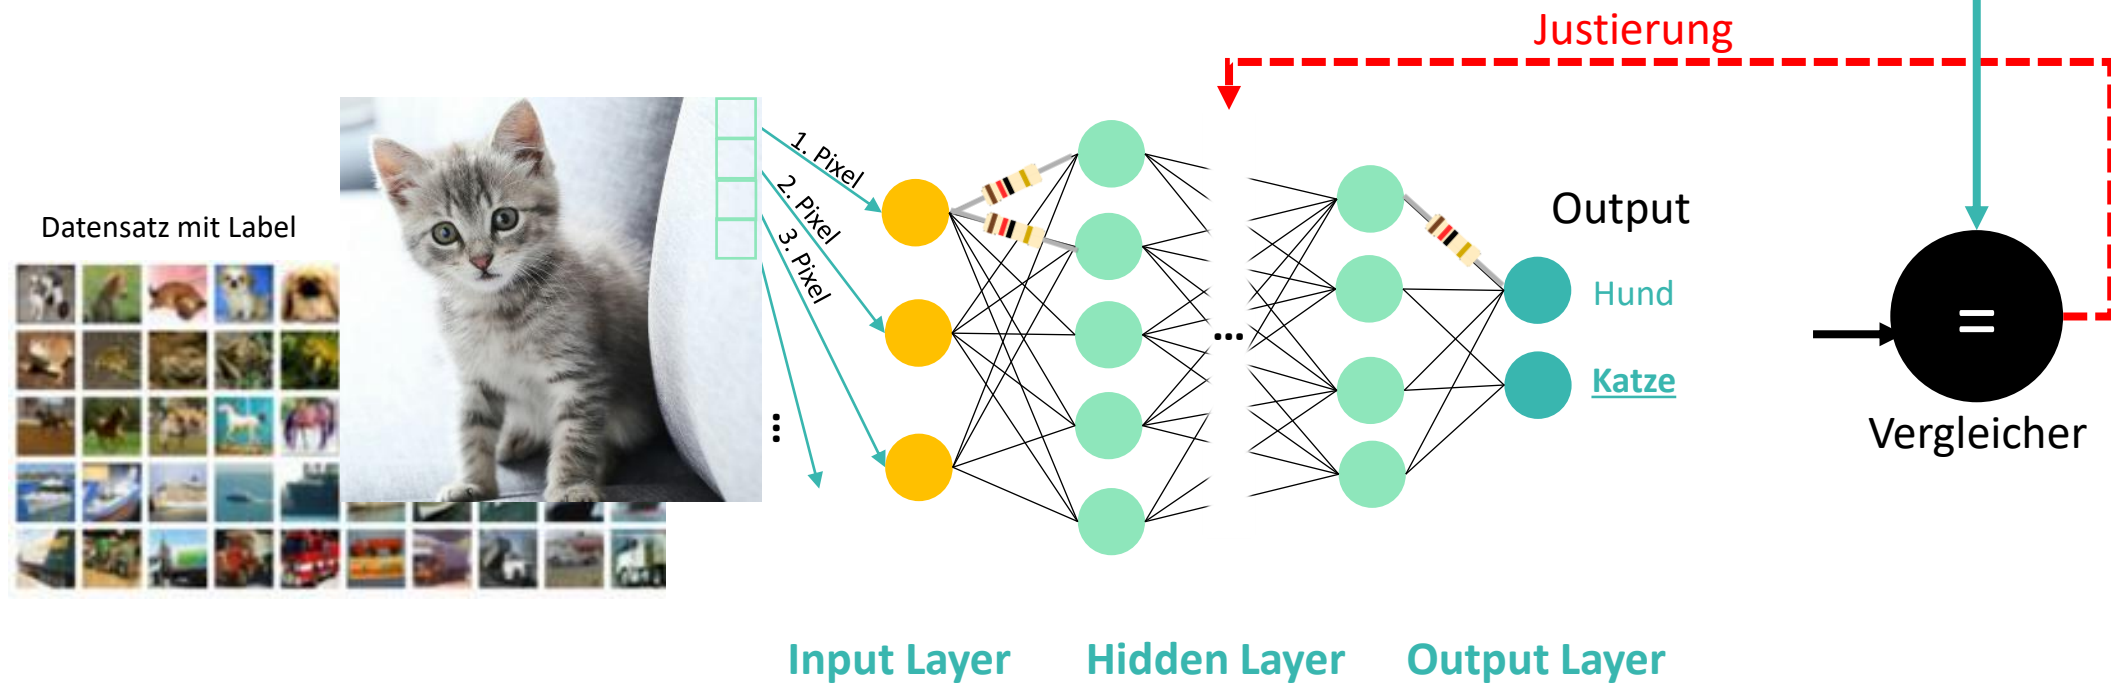 Justierung
Datensatz mit Label
1. Pixel
2. Pixel
3. Pixel
...
...
Output
Hund
Katze
=
Vergleicher
Input Layer
Hidden Layer
Output Layer